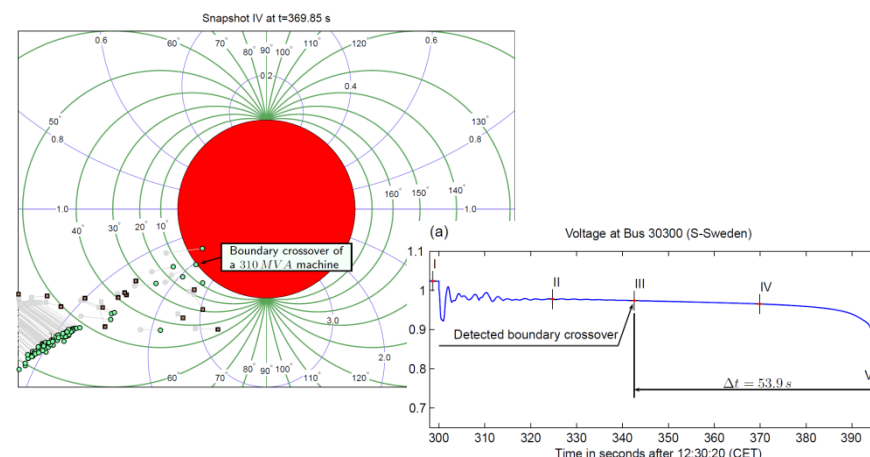 Snapshot IV at t=369.85 s
0.6 60° 70° 80° 90° 100° 110° 120° 0.6
0.2
0.4
50° 130°
0.8 0.8
1.0 1.0
40° 30° 20° 10° 160° 150° 140°
Boundary crossover of
a 310 MVA machine
3.0
2.0
60° 70° 80° 90° 100° 110° 120°
(a)
Voltage at Bus 30300 (S-Sweden)
1.1
1
0.9
0.8
0.7
I
II
III
IV
V
Detected boundary crossover
Δt = 53.9 s
300 310 320 330 340 350 360 370 380 390
Time in seconds after 12:30:20 (CET)